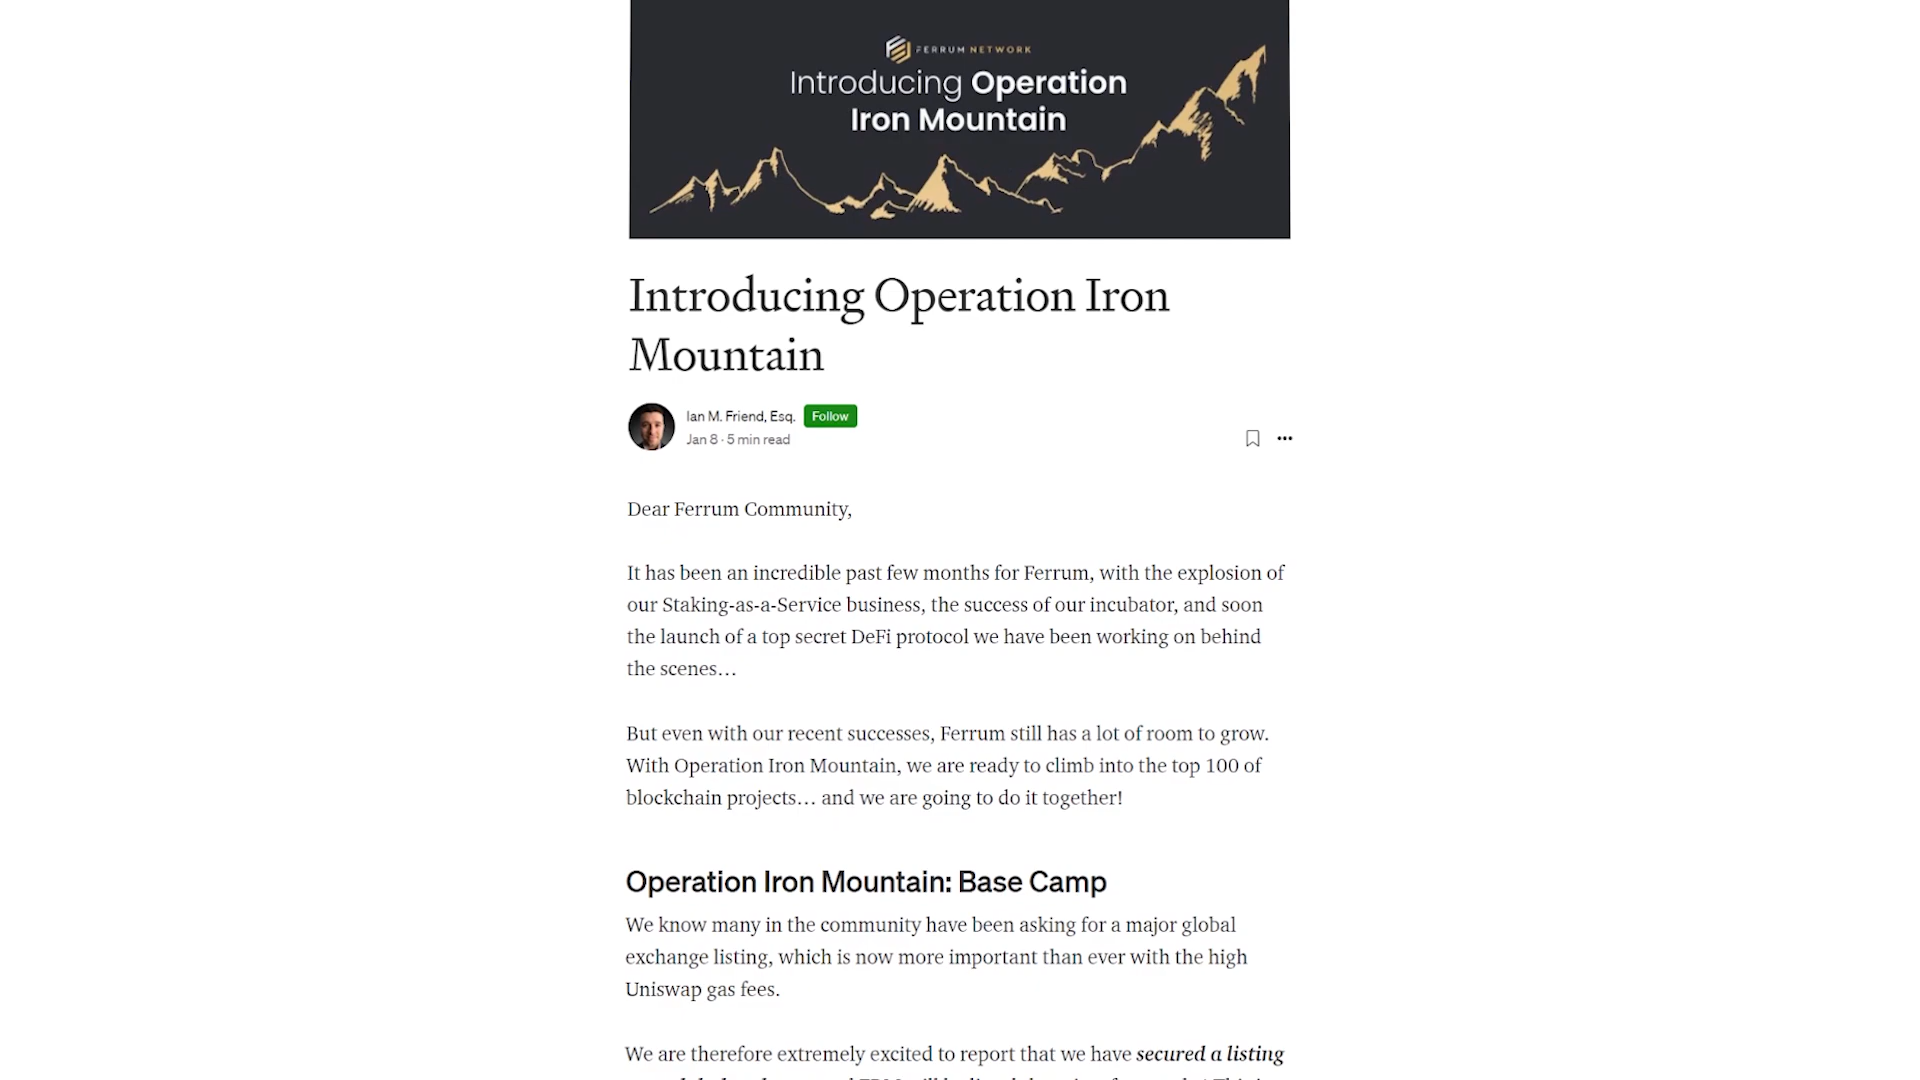 FERRUM NETWORK
Introducing Operation
Iron Mountain
Introducing Operation Iron
Mountain
Ian M. Friend, Esq. Follow
Jan 8 · 5 min read
Dear Ferrum Community,
It has been an incredible past few months for Ferrum, with the explosion of
our Staking-as-a-Service business, the success of our incubator, and soon
the launch of a top secret DeFi protocol we have been working on behind
the scenes…
But even with our recent successes, Ferrum still has a lot of room to grow.
With Operation Iron Mountain, we are ready to climb into the top 100 of
blockchain projects… and we are going to do it together!
Operation Iron Mountain: Base Camp
We know many in the community have been asking for a major global
exchange listing, which is now more important than ever with the high
Uniswap gas fees.
We are therefore extremely excited to report that we have secured a listing